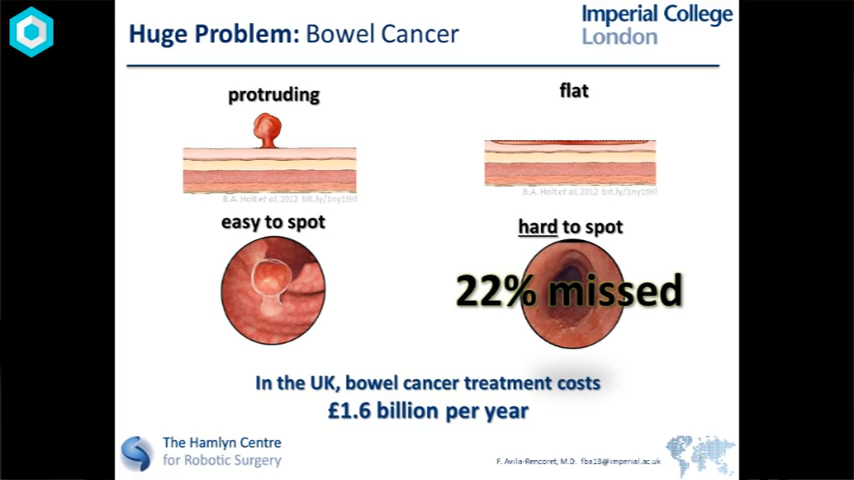 Huge Problem: Bowel Cancer
Imperial College
London
protruding
flat
B.A. Holt et al, 2012 bit.ly/1ny1tHl
B.A. Holt et al, 2012 bit.ly/1ny1tHl
easy to spot
hard to spot
22% missed
In the UK, bowel cancer treatment costs
£1.6 billion per year
The Hamlyn Centre
for Robotic Surgery
F. Avila-Rencoret, M.D. fba18@imperial.ac.uk